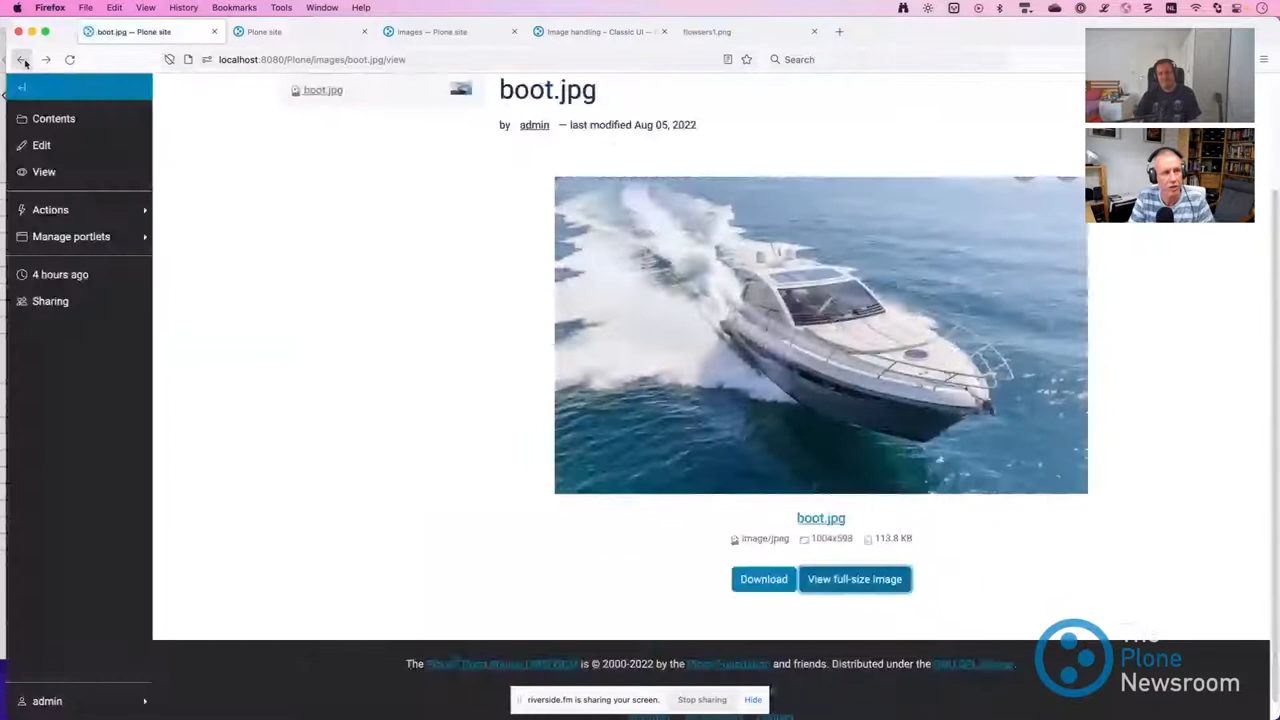 Firefox File Edit View History Bookmarks Tools Window Help
boot.jpg — Plone site
Plone site
images — Plone site
Image handling – Classic UI —
flowsers1.png
localhost:8080/Plone/images/boot.jpg/view
Search
boot.jpg
boot.jpg
by admin — last modified Aug 05, 2022
Contents
Edit
View
Actions
Manage portlets
4 hours ago
Sharing
boot.jpg
image/jpeg 1004x593 113.8 KB
Download View full-size image
The is © 2000-2022 by the Plone Foundation and friends. Distributed under the
riverside.fm is sharing your screen. Stop sharing Hide
admin
The
Plone
Newsroom